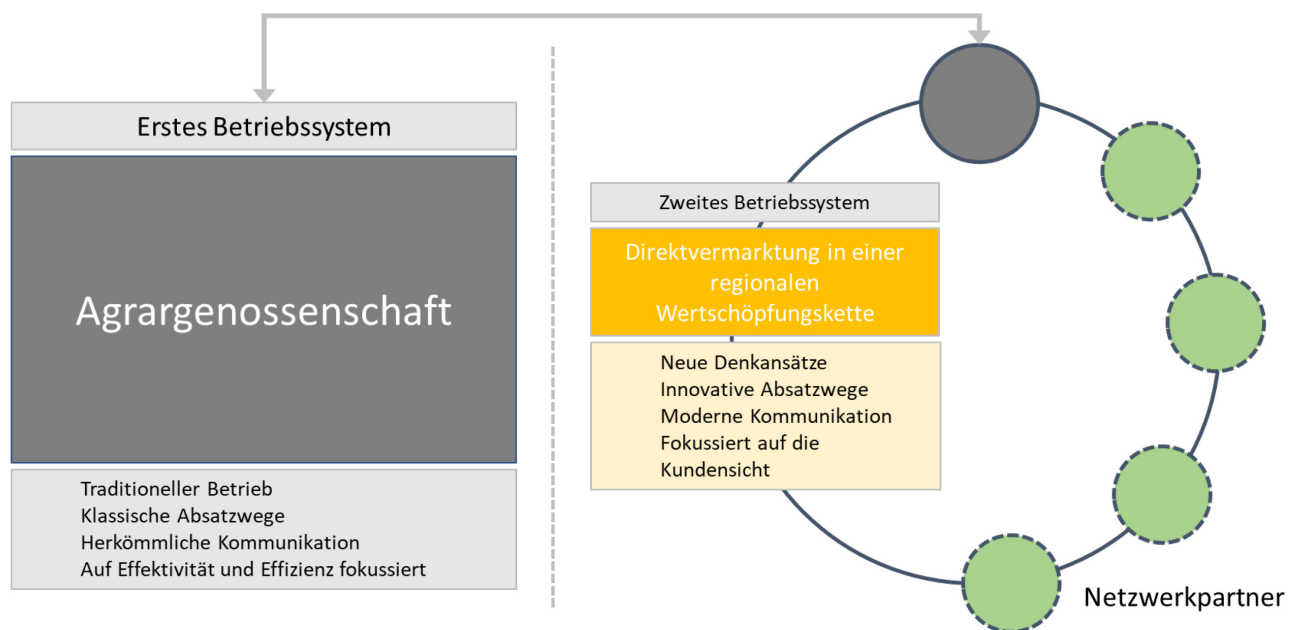 Erstes Betriebssystem
Agrargenossenschaft
Traditioneller Betrieb
Klassische Absatzwege
Herkömmliche Kommunikation
Auf Effektivität und Effizienz fokussiert
Zweites Betriebssystem
Direktvermarktung in einer
regionalen
Wertschöpfungskette
Neue Denkansätze
Innovative Absatzwege
Moderne Kommunikation
Fokussiert auf die
Kundensicht
Netzwerkpartner